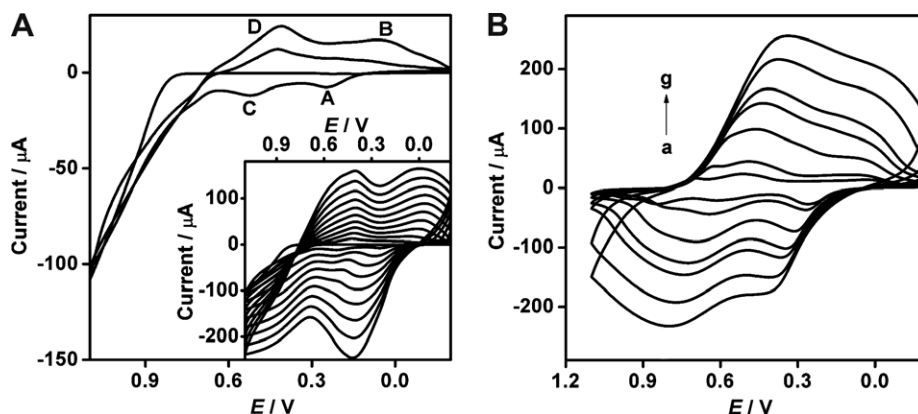 A
Current / μA
0
-50
-100
-150
D
B
C
A
E / V
0.9 0.6 0.3 0.0
Current / μA
100
0
-100
-200
0.9 0.6 0.3 0.0
E / V
B
Current / μA
200
100
0
-100
-200
g
a
1.2 0.9 0.6 0.3 0.0
E / V